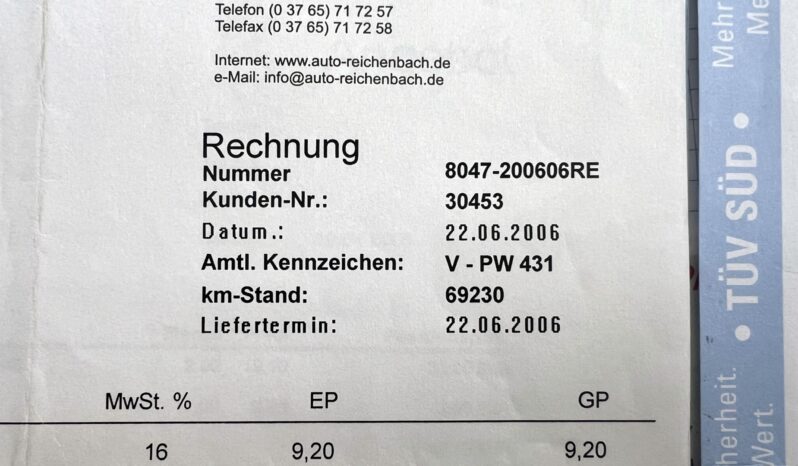 Telefon (0 37 65) 71 72 57
Telefax (0 37 65) 71 72 58
Internet: www.auto-reichenbach.de
e-Mail: info@auto-reichenbach.de
Rechnung
Nummer 8047-200606RE
Kunden-Nr.: 30453
Datum.: 22.06.2006
Amtl. Kennzeichen: V - PW 431
km-Stand: 69230
Liefertermin: 22.06.2006
MwSt. % EP GP
16 9,20 9,20
Mehr
• TÜV SÜD •
Wert.